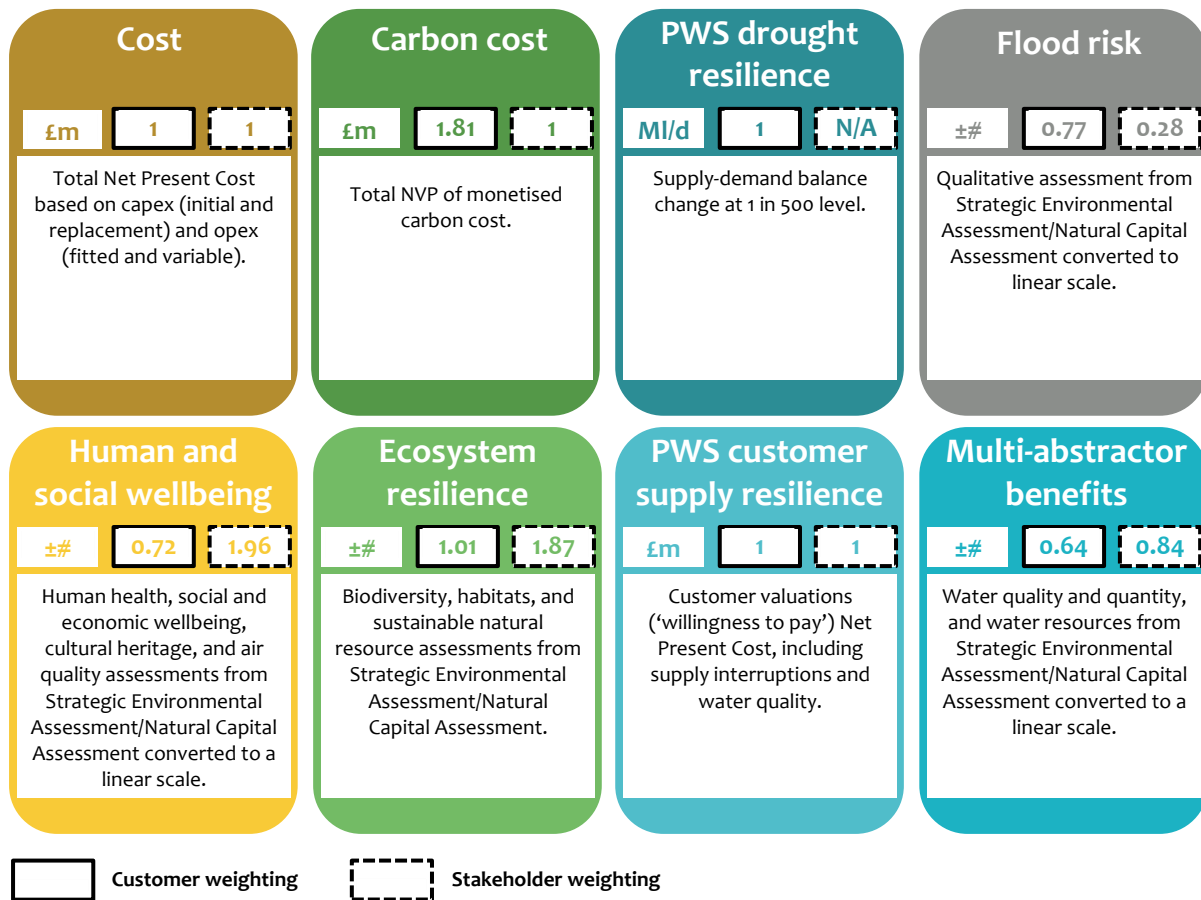 Cost
£m 1 1
Total Net Present Cost
based on capex (initial and
replacement) and opex
(fitted and variable).
Carbon cost
£m 1.81 1
Total NVP of monetised
carbon cost.
PWS drought
resilience
Ml/d 1 N/A
Supply-demand balance
change at 1 in 500 level.
Flood risk
±# 0.77 0.28
Qualitative assessment from
Strategic Environmental
Assessment/Natural Capital
Assessment converted to
linear scale.
Human and
social wellbeing
±# 0.72 1.96
Human health, social and
economic wellbeing,
cultural heritage, and air
quality assessments from
Strategic Environmental
Assessment/Natural Capital
Assessment converted to a
linear scale.
Ecosystem
resilience
±# 1.01 1.87
Biodiversity, habitats, and
sustainable natural
resource assessments from
Strategic Environmental
Assessment/Natural
Capital Assessment.
PWS customer
supply resilience
£m 1 1
Customer valuations
(‘willingness to pay’) Net
Present Cost, including
supply interruptions and
water quality.
Multi-abstractor
benefits
±# 0.64 0.84
Water quality and quantity,
and water resources from
Strategic Environmental
Assessment/Natural Capital
Assessment converted to a
linear scale.
Customer weighting
Stakeholder weighting